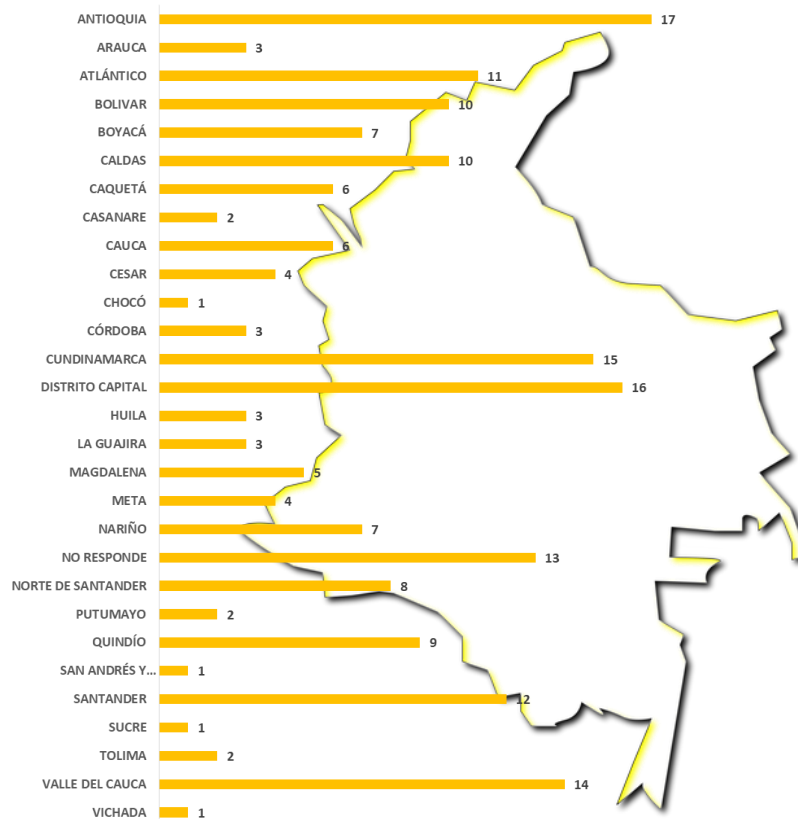 ANTIOQUIA 17
ARAUCA 3
ATLÁNTICO 11
BOLIVAR 10
BOYACÁ 7
CALDAS 10
CAQUETÁ 6
CASANARE 2
CAUCA 6
CESAR 4
CHOCÓ 1
CÓRDOBA 3
CUNDINAMARCA 15
DISTRITO CAPITAL 16
HUILA 3
LA GUAJIRA 3
MAGDALENA 5
META 4
NARIÑO 7
NO RESPONDE 13
NORTE DE SANTANDER 8
PUTUMAYO 2
QUINDÍO 9
SAN ANDRÉS Y... 1
SANTANDER 12
SUCRE 1
TOLIMA 2
VALLE DEL CAUCA 14
VICHADA 1